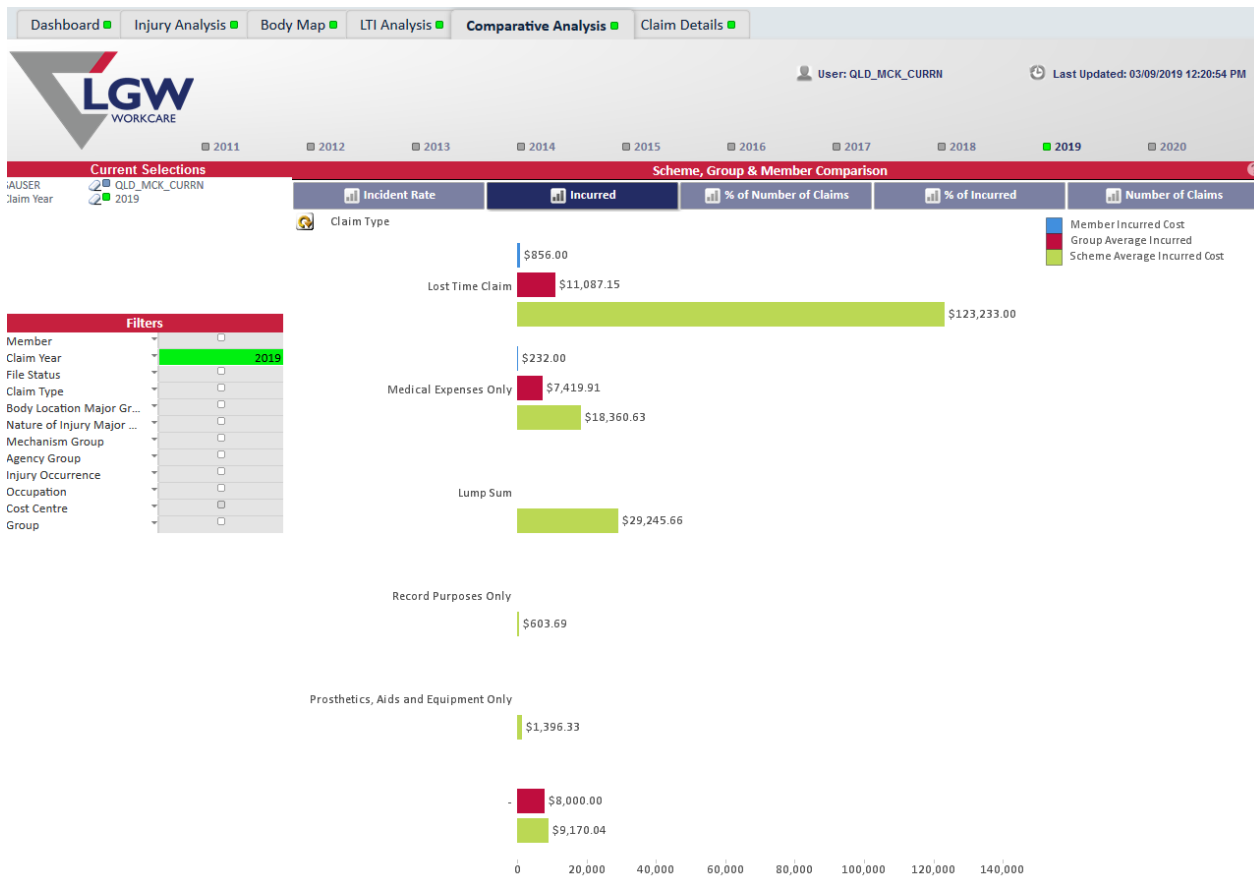 Dashboard Injury Analysis Body Map LTI Analysis Comparative Analysis Claim Details
LGW
WORKCARE
User: QLD_MCK_CURRN Last Updated: 03/09/2019 12:20:54 PM
2011 2012 2013 2014 2015 2016 2017 2018 2019 2020
Current Selections
QLD_MCK_CURRN
Claim Year 2019
Scheme, Group & Member Comparison
Incident Rate Incurred % of Number of Claims % of Incurred Number of Claims
Claim Type
Member Incurred Cost
Group Average Incurred
Scheme Average Incurred Cost
Filters
Member
Claim Year 2019
File Status
Claim Type
Body Location Major Gr...
Nature of Injury Major ...
Mechanism Group
Agency Group
Injury Occurrence
Occupation
Cost Centre
Group
$856.00
Lost Time Claim $11,087.15
$123,233.00
$232.00
Medical Expenses Only $7,419.91
$18,360.63
Lump Sum
$29,245.66
Record Purposes Only
$603.69
Prosthetics, Aids and Equipment Only
$1,396.33
- $8,000.00
$9,170.04
0 20,000 40,000 60,000 80,000 100,000 120,000 140,000